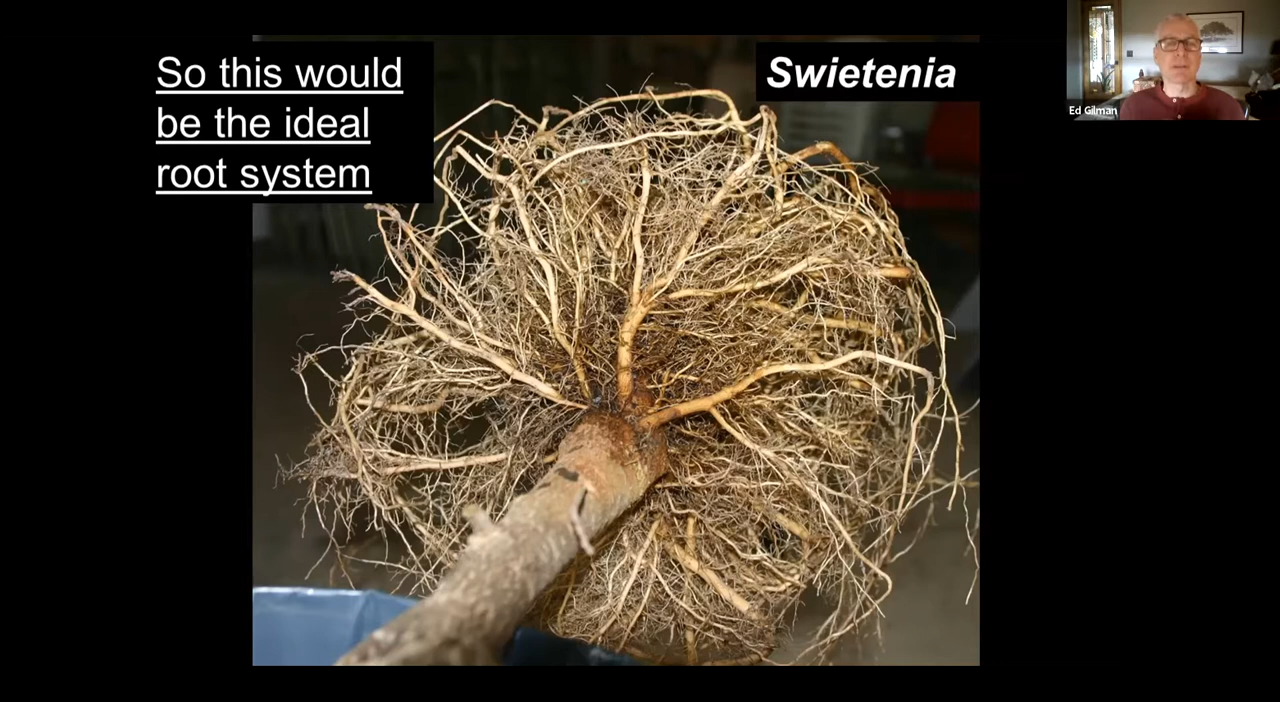 So this would
be the ideal
root system
Swietenia
Ed Gilman